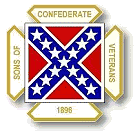 CONFEDERATE
SONS OF
VETERANS
1896